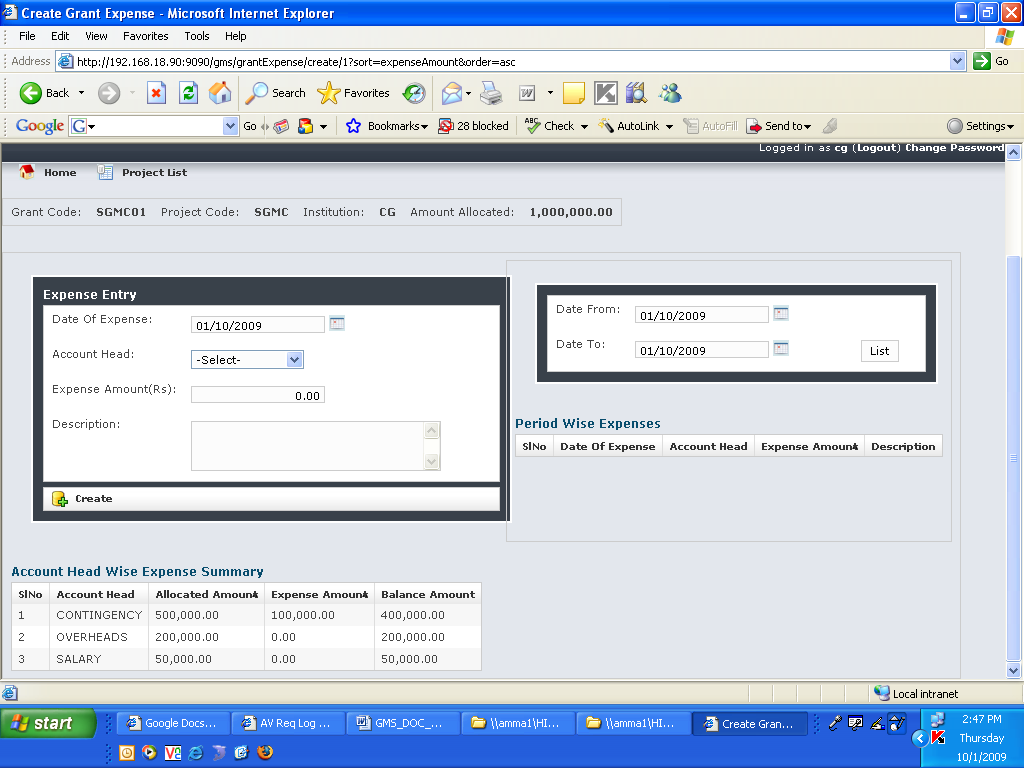 Create Grant Expense - Microsoft Internet Explorer
File Edit View Favorites Tools Help
Address http://192.168.18.90:9090/gms/grantExpense/create/1?sort=expenseAmount&order=asc Go
Back Search Favorites
Google G Go Bookmarks 28 blocked ABC Check AutoLink AutoFill Send to Settings
Logged in as cg (Logout) Change Password
Home Project List
Grant Code: SGMC01 Project Code: SGMC Institution: CG Amount Allocated: 1,000,000.00
Expense Entry
Date Of Expense: 01/10/2009
Account Head: -Select-
Expense Amount(Rs): 0.00
Description:
Create
Date From: 01/10/2009
Date To: 01/10/2009 List
Period Wise Expenses
SlNo Date Of Expense Account Head Expense Amount Description
Account Head Wise Expense Summary
SlNo Account Head Allocated Amount Expense Amount Balance Amount
1 CONTINGENCY 500,000.00 100,000.00 400,000.00
2 OVERHEADS 200,000.00 0.00 200,000.00
3 SALARY 50,000.00 0.00 50,000.00
Local intranet
start Google Docs... AV Req Log ... GMS_DOC_... \\amma1\HI... \\amma1\HI... Create Gran... 2:47 PM
Thursday
10/1/2009